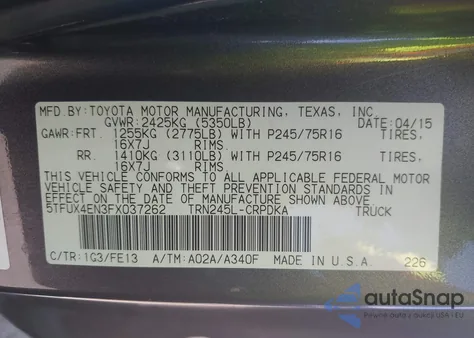 MFD.BY:TOYOTA MOTOR MANUFACTURING, TEXAS, INC.
GVWR: 2425KG (5350LB) DATE: 04/15
GAWR:FRT. 1255KG (2775LB) WITH P245/75R16 TIRES,
16X7J RIMS.
RR. 1410KG (3110LB) WITH P245/75R16 TIRES,
16X7J RIMS.
THIS VEHICLE CONFORMS TO ALL APPLICABLE FEDERAL MOTOR
VEHICLE SAFETY AND THEFT PREVENTION STANDARDS IN
EFFECT ON THE DATE OF MANUFACTURE SHOWN ABOVE.
5TFUX4EN3FX037262 TRN245L-CRPDKA TRUCK
C/TR: 1G3/FE13 A/TM: A02A/A340F MADE IN U.S.A. 226
autoSnap